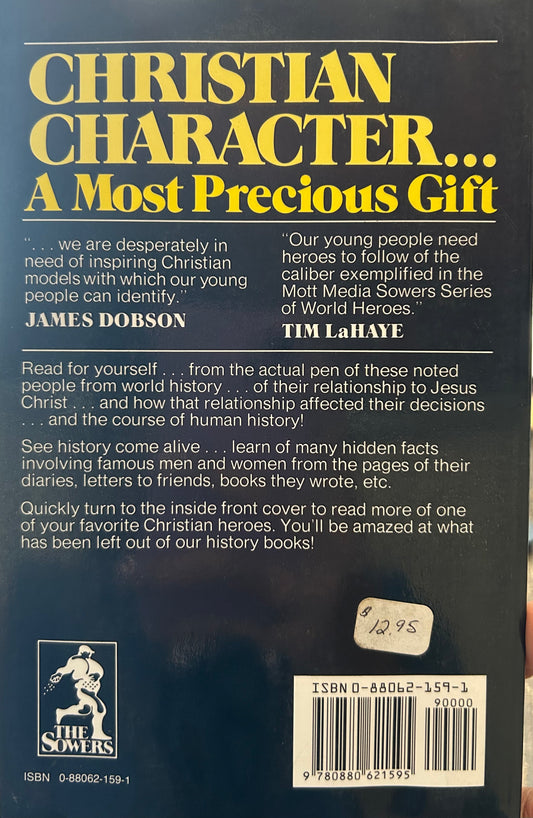 CHRISTIAN
CHARACTER...
A Most Precious Gift
". . . we are desperately in
need of inspiring Christian
models with which our young
people can identify."
JAMES DOBSON
"Our young people need
heroes to follow of the
caliber exemplified in the
Mott Media Sowers Series
of World Heroes."
TIM LaHAYE
Read for yourself . . . from the actual pen of these noted
people from world history . . . of their relationship to Jesus
Christ . . . and how that relationship affected their decisions
. . . and the course of human history!
See history come alive . . . learn of many hidden facts
involving famous men and women from the pages of their
diaries, letters to friends, books they wrote, etc.
Quickly turn to the inside front cover to read more of one
of your favorite Christian heroes. You'll be amazed at what
has been left out of our history books!
$12.95
THE
SOWERS
ISBN 0-88062-159-1
ISBN 0-88062-159-1
90000
9 780880 621595